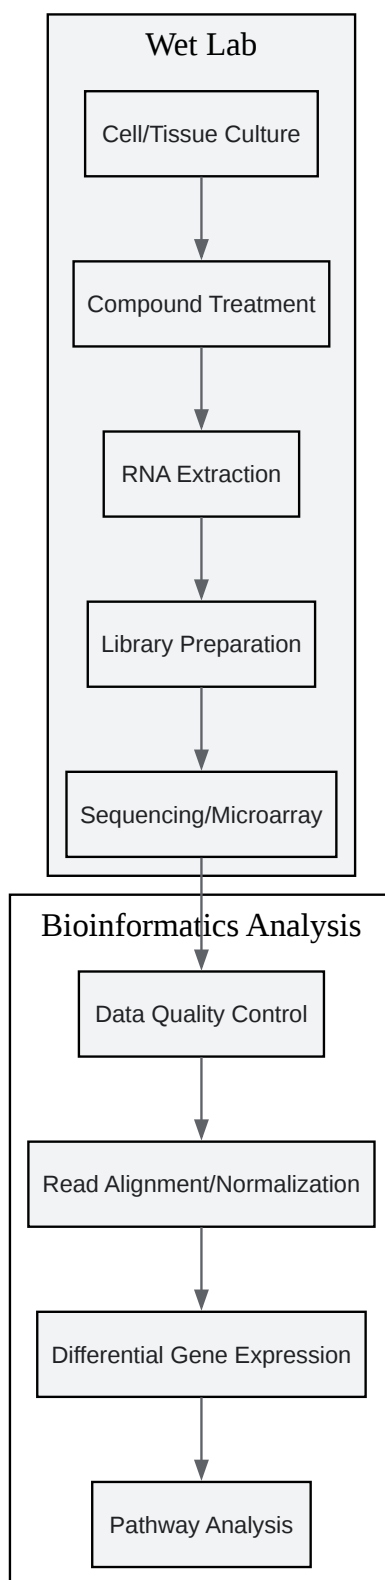 Wet Lab
Cell/Tissue Culture
Compound Treatment
RNA Extraction
Library Preparation
Sequencing/Microarray
Bioinformatics Analysis
Data Quality Control
Read Alignment/Normalization
Differential Gene Expression
Pathway Analysis